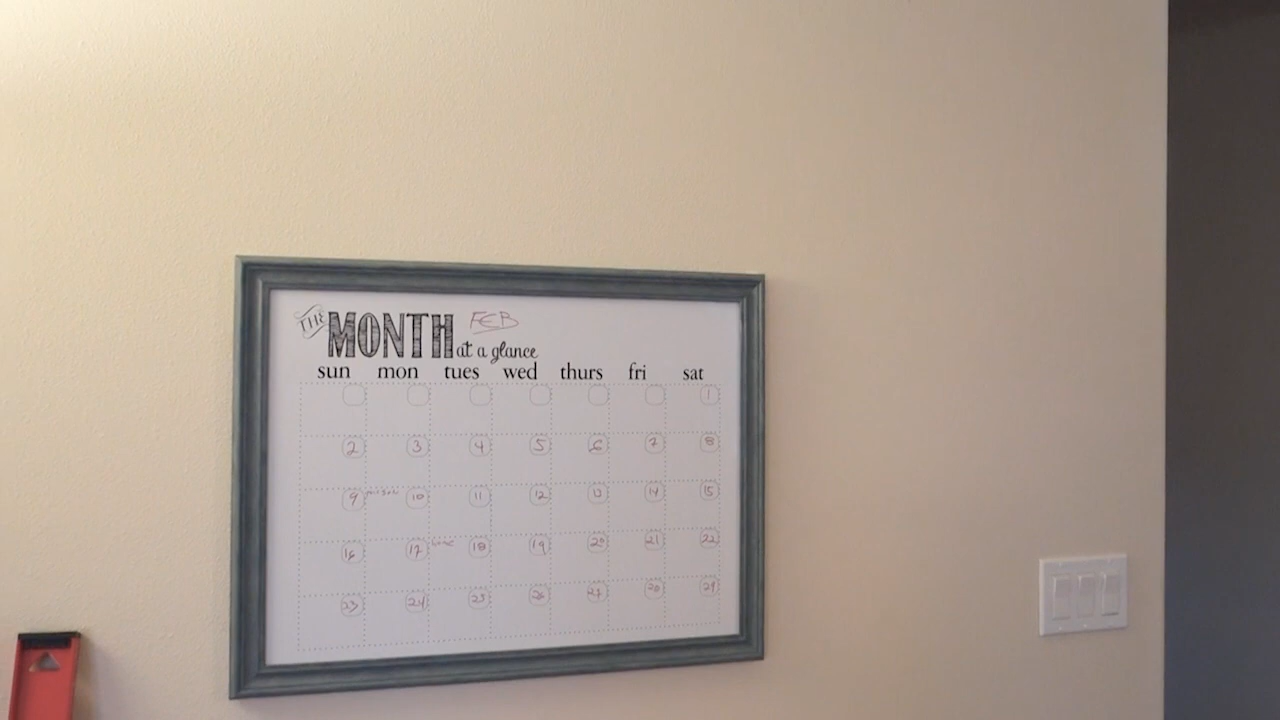 THE MONTH FEB
at a glance
sun mon tues wed thurs fri sat
1
2 3 4 5 6 7 8
9 10 11 12 13 14 15
16 17 18 19 20 21 22
23 24 25 26 27 28 29